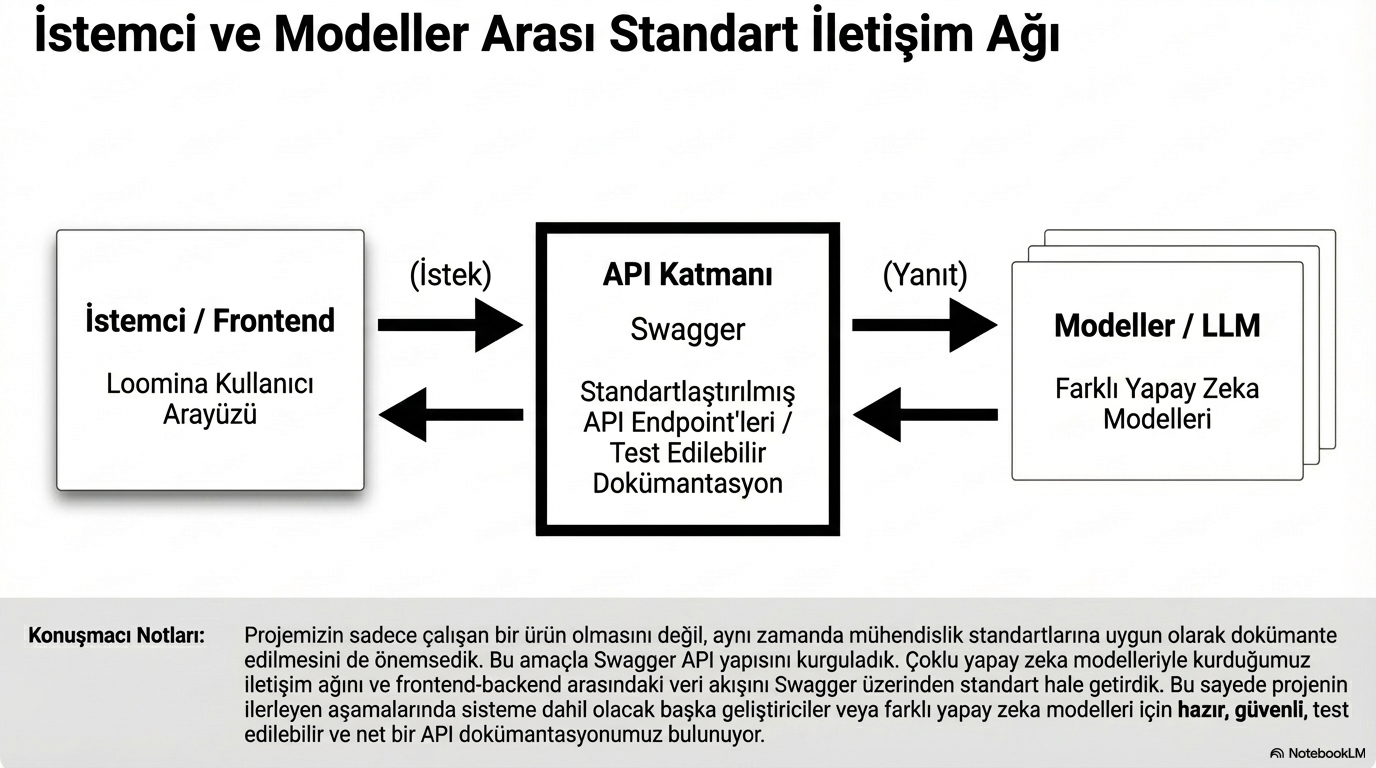 İstemci ve Modeller Arası Standart İletişim Ağı
İstemci / Frontend
Loomina Kullanıcı
Arayüzü
(İstek)
API Katmanı
Swagger
Standartlaştırılmış
API Endpoint'leri /
Test Edilebilir
Dokümantasyon
(Yanıt)
Modeller / LLM
Farklı Yapay Zeka
Modelleri
Konuşmacı Notları:
Projemizin sadece çalışan bir ürün olmasını değil, aynı zamanda mühendislik standartlarına uygun olarak dokümante
edilmesini de önemsedik. Bu amaçla Swagger API yapısını kurguladık. Çoklu yapay zeka modelleriyle kurduğumuz
iletişim ağını ve frontend-backend arasındaki veri akışını Swagger üzerinden standart hale getirdik. Bu sayede projenin
ilerleyen aşamalarında sisteme dahil olacak başka geliştiriciler veya farklı yapay zeka modelleri için hazır, güvenli, test
edilebilir ve net bir API dokümantasyonumuz bulunuyor.
NotebookLM